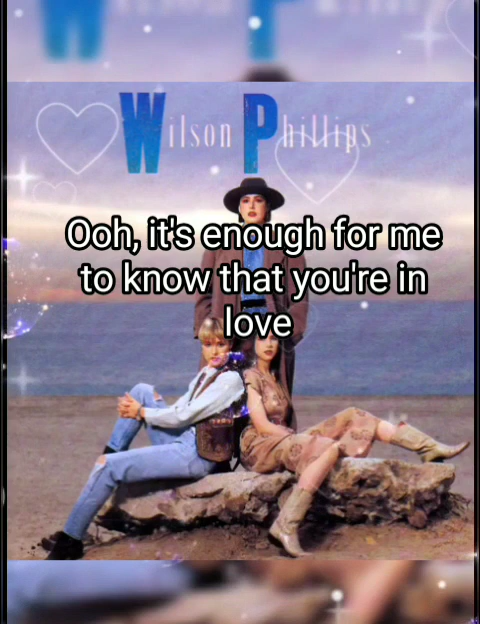 Wilson Phillips
Ooh, it's enough for me
to know that you're in
love